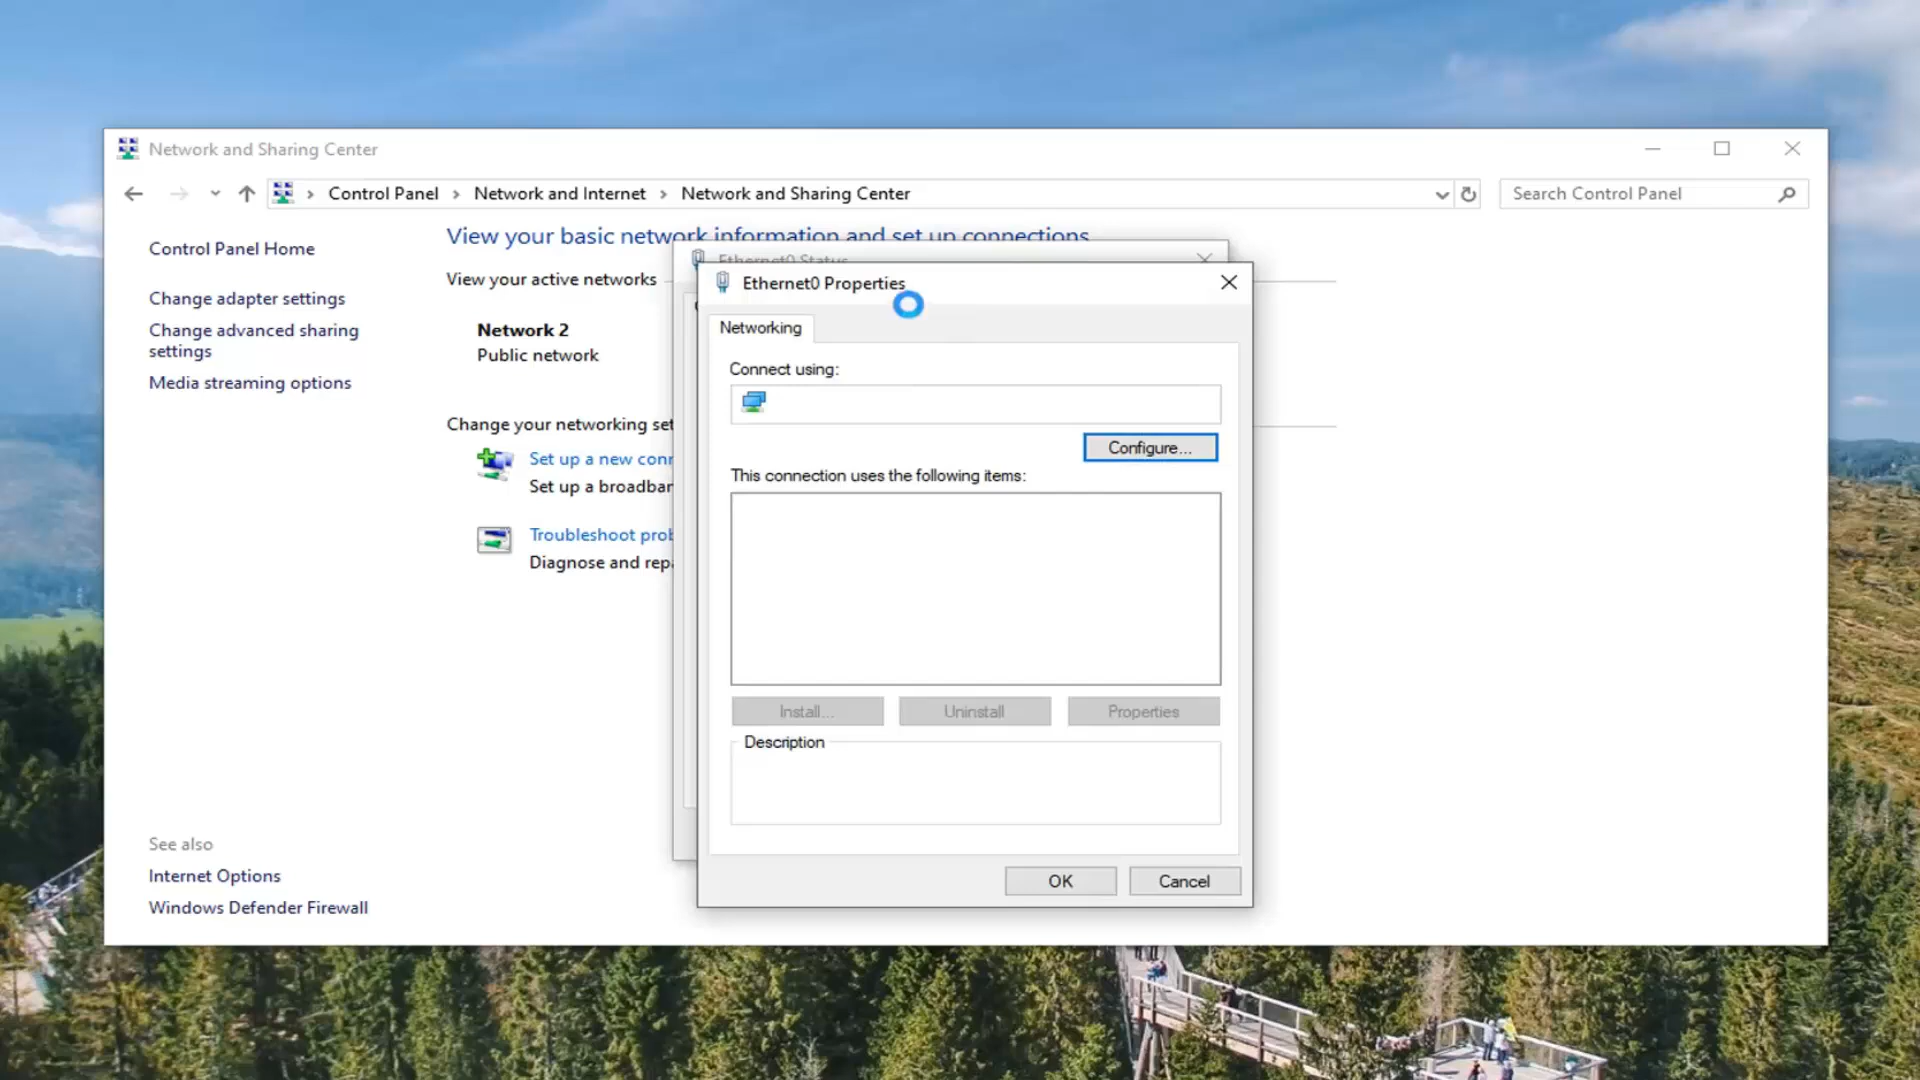 Network and Sharing Center
Control Panel
Network and Internet
Network and Sharing Center
Search Control Panel
Control Panel Home
Change adapter settings
Change advanced sharing
settings
Media streaming options
See also
Internet Options
Windows Defender Firewall
View your basic network information and set up connections
View your active networks
Network 2
Public network
Change your networking set
Set up a new conn
Set up a broadban
Troubleshoot prob
Diagnose and repa
Ethernet0 Status
Ethernet0 Properties
Networking
Connect using:
Configure...
This connection uses the following items:
Install...
Uninstall
Properties
Description
OK
Cancel